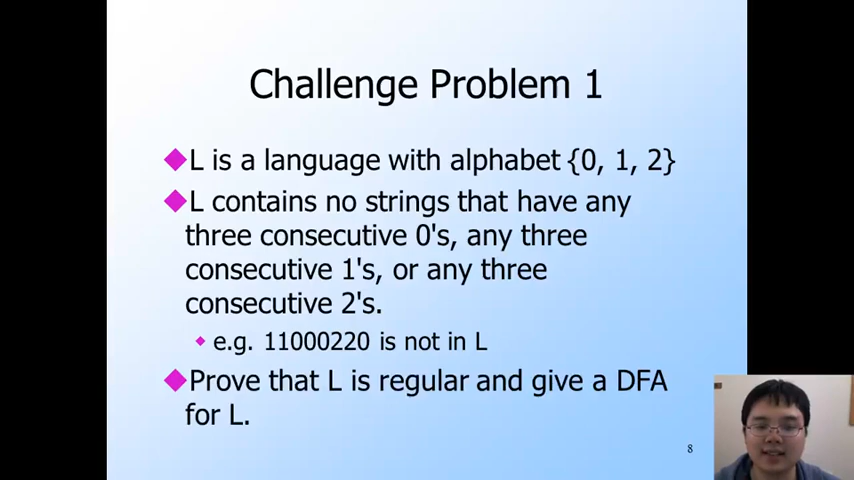 Challenge Problem 1
L is a language with alphabet {0, 1, 2}
L contains no strings that have any
three consecutive 0's, any three
consecutive 1's, or any three
consecutive 2's.
e.g. 11000220 is not in L
Prove that L is regular and give a DFA
for L.
8